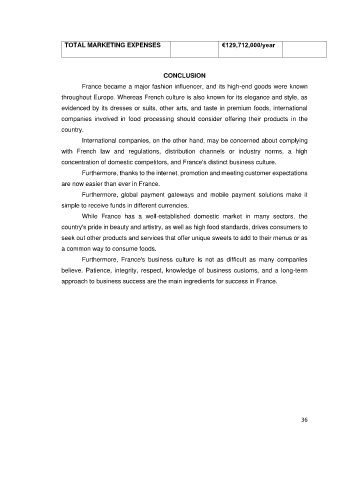 TOTAL MARKETING EXPENSES €129,712,000/year
CONCLUSION
France became a major fashion influencer, and its high-end goods were known
throughout Europe. Whereas French culture is also known for its elegance and style, as
evidenced by its dresses or suits, other arts, and taste in premium foods, international
companies involved in food processing should consider offering their products in the
country.
International companies, on the other hand, may be concerned about complying
with French law and regulations, distribution channels or industry norms, a high
concentration of domestic competitors, and France's distinct business culture.
Furthermore, thanks to the internet, promotion and meeting customer expectations
are now easier than ever in France.
Furthermore, global payment gateways and mobile payment solutions make it
simple to receive funds in different currencies.
While France has a well-established domestic market in many sectors, the
country's pride in beauty and artistry, as well as high food standards, drives consumers to
seek out other products and services that offer unique sweets to add to their menus or as
a common way to consume foods.
Furthermore, France's business culture is not as difficult as many companies
believe. Patience, integrity, respect, knowledge of business customs, and a long-term
approach to business success are the main ingredients for success in France.
36